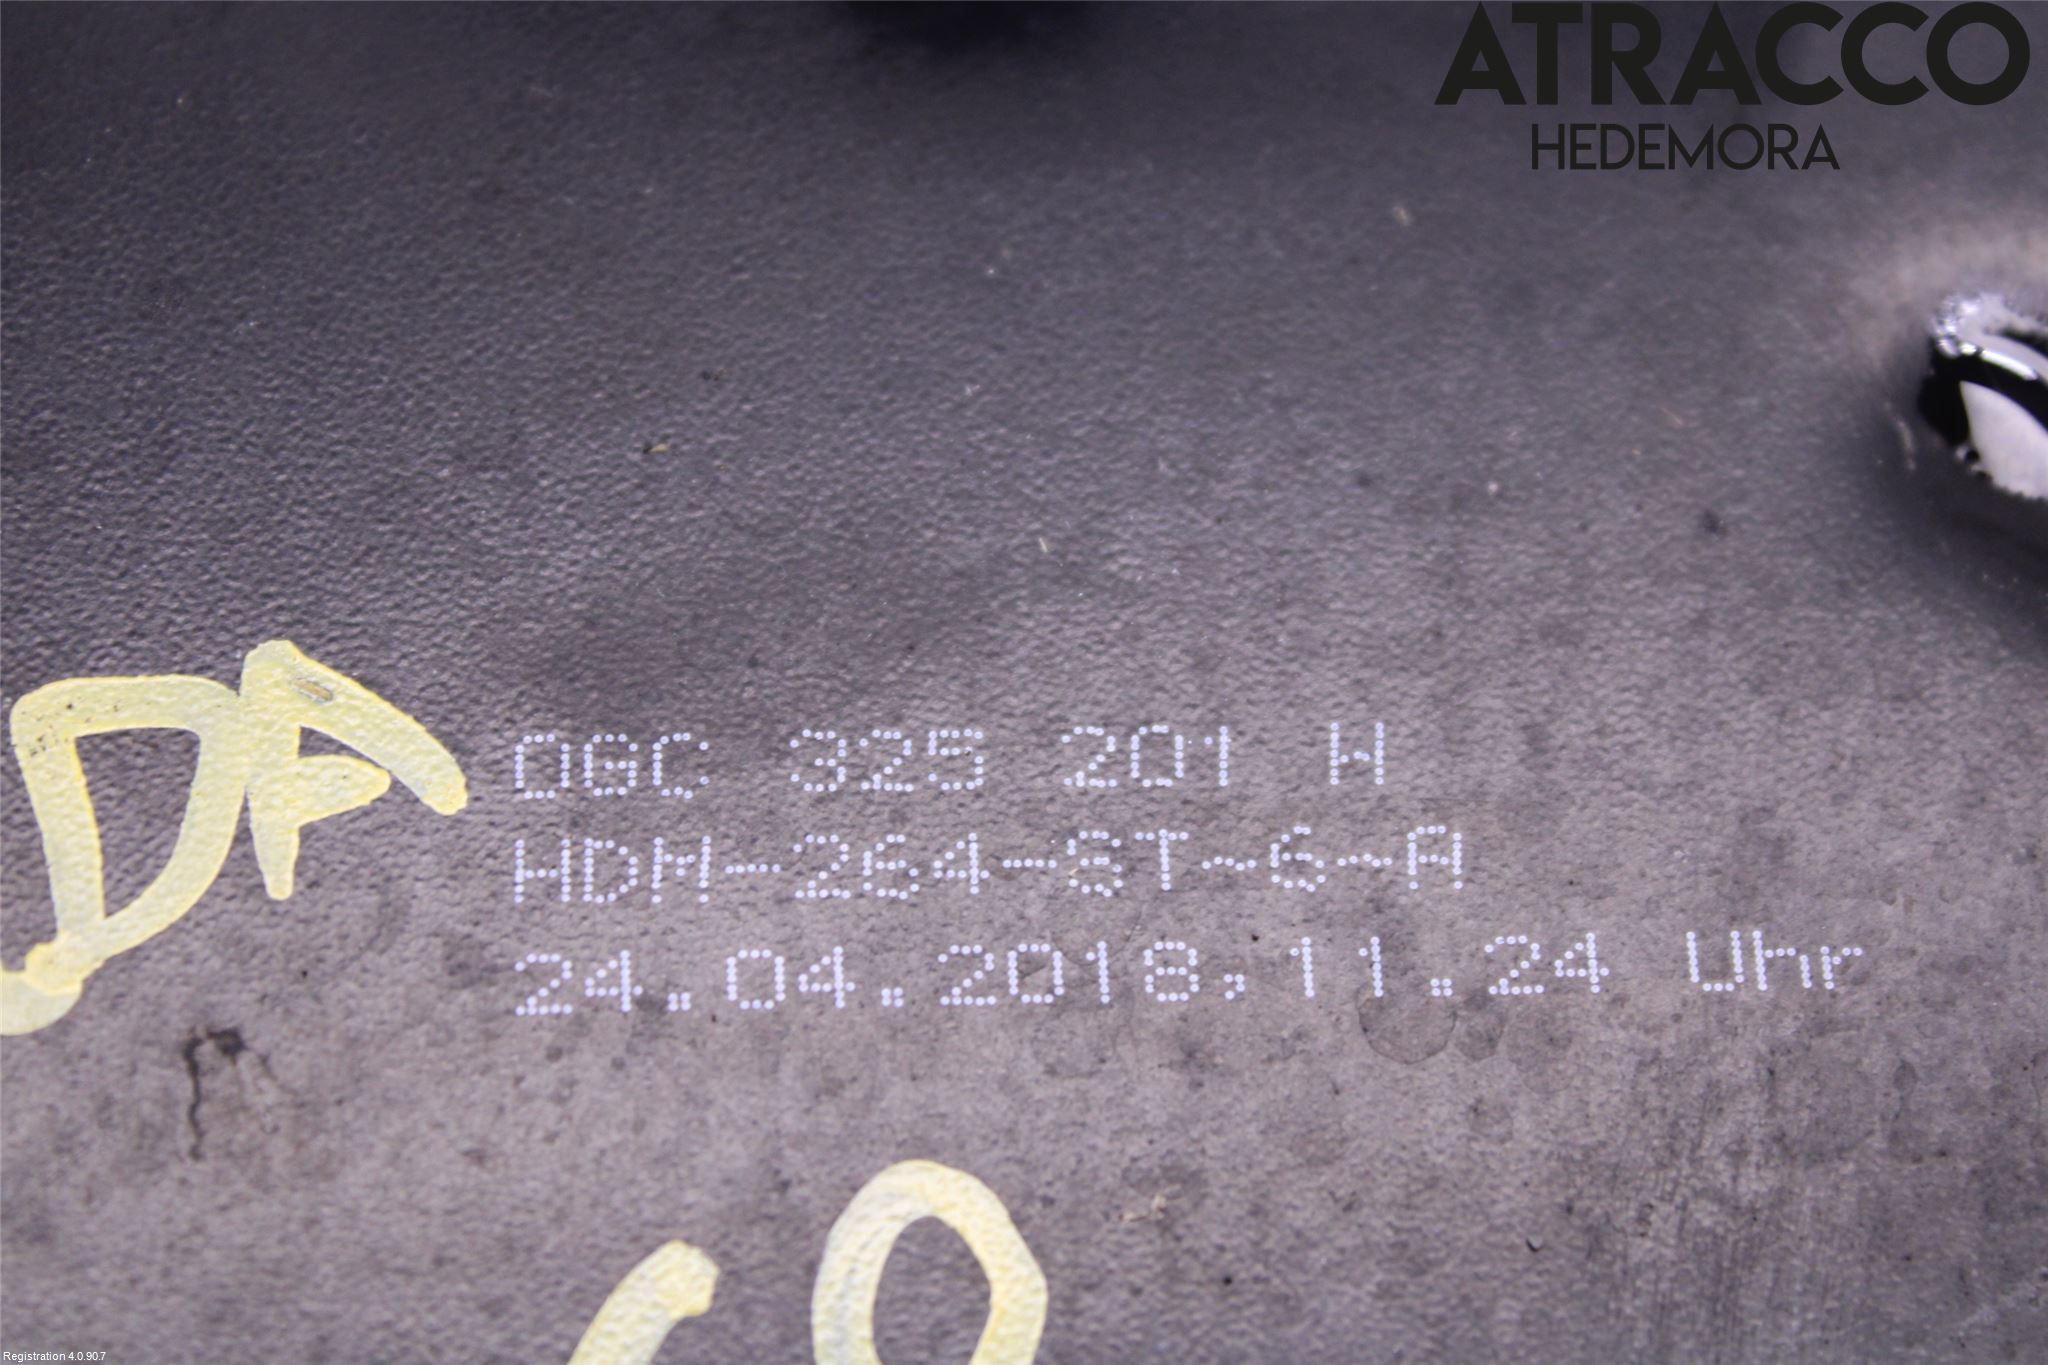 ATRACCO
HEDEMORA
DGC 325 201 H
HDM-264-ST-6-A
24.04.2018,11.24 Uhr
Registration 4.0.90.7